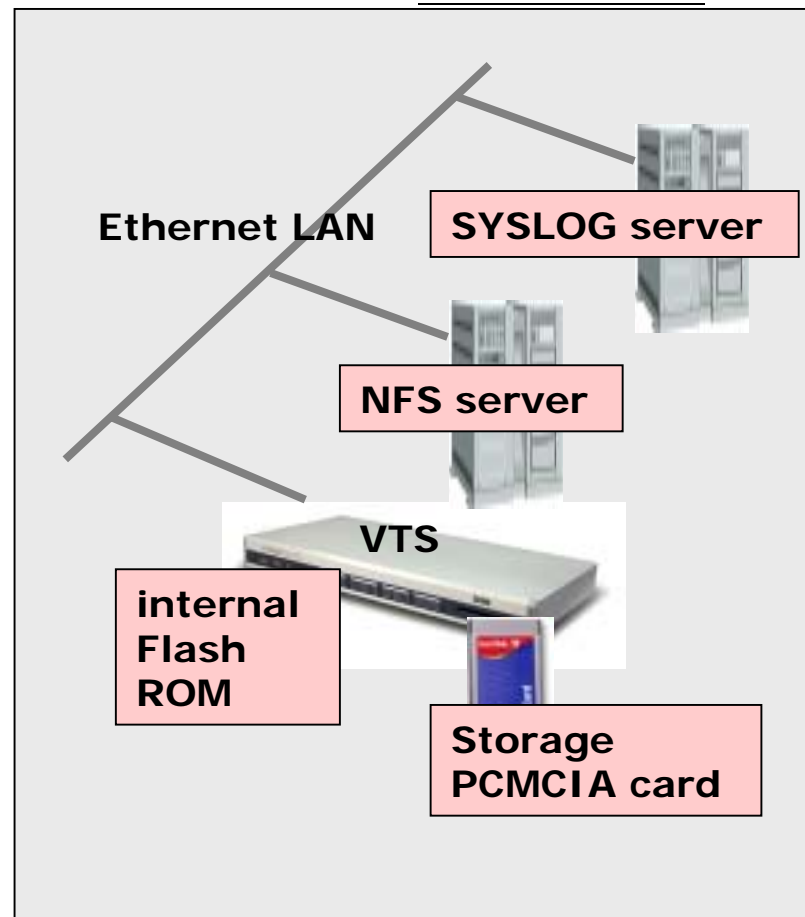 Ethernet LAN
SYSLOG server
NFS server
VTS
internal
Flash
ROM
Storage
PCMCIA card